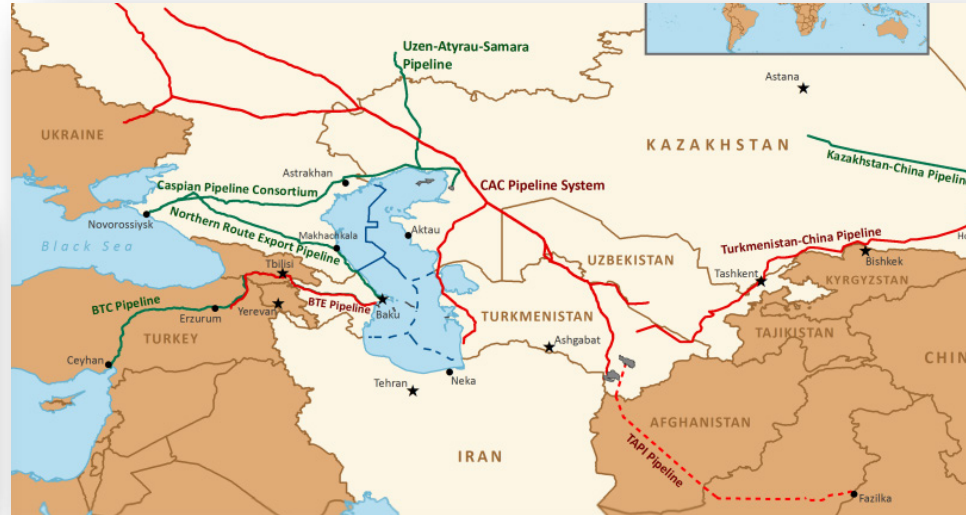 Uzen-Atyrau-Samara
Pipeline
Astana
UKRAINE
KAZAKHSTAN
Kazakhstan-China Pipeline
Astrakhan
Caspian Pipeline Consortium
CAC Pipeline System
Novorossiysk
Northern Route Export Pipeline
Makhachkala
Aktau
Black Sea
Turkmenistan-China Pipeline
Bishkek
UZBEKISTAN
Tashkent
KYRGYZSTAN
Tbilisi
BTC Pipeline
Erzurum
Yerevan
BTE Pipeline
Baku
TURKMENISTAN
TURKEY
Ashgabat
TAJIKISTAN
Ceyhan
CHIN
Tehran
Neka
AFGHANISTAN
TAPI Pipeline
IRAN
Fazilka